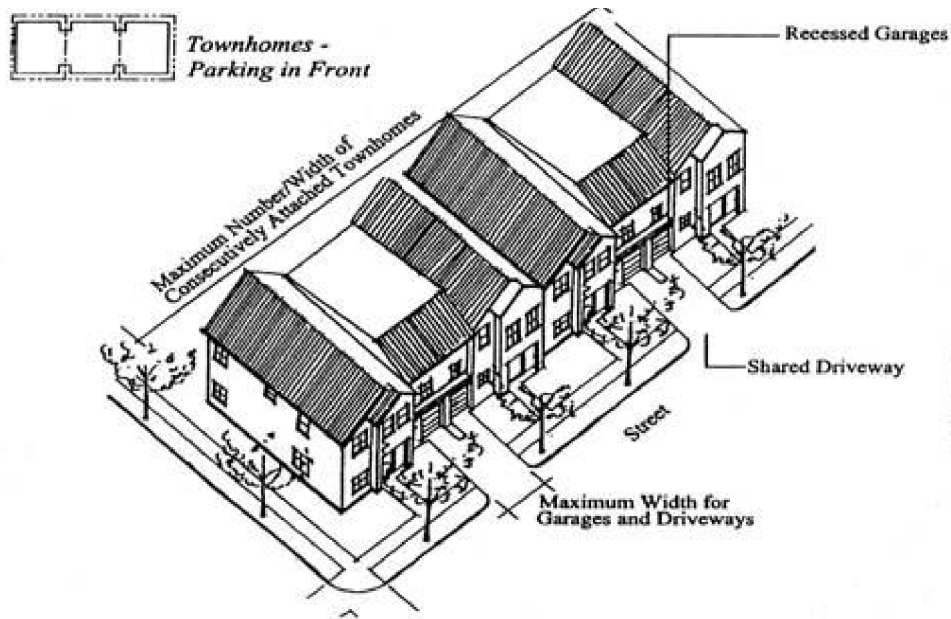 Townhomes -
Parking in Front
Recessed Garages
Maximum Number/Width of
Consecutively Attached Townhomes
Shared Driveway
Street
Maximum Width for
Garages and Driveways